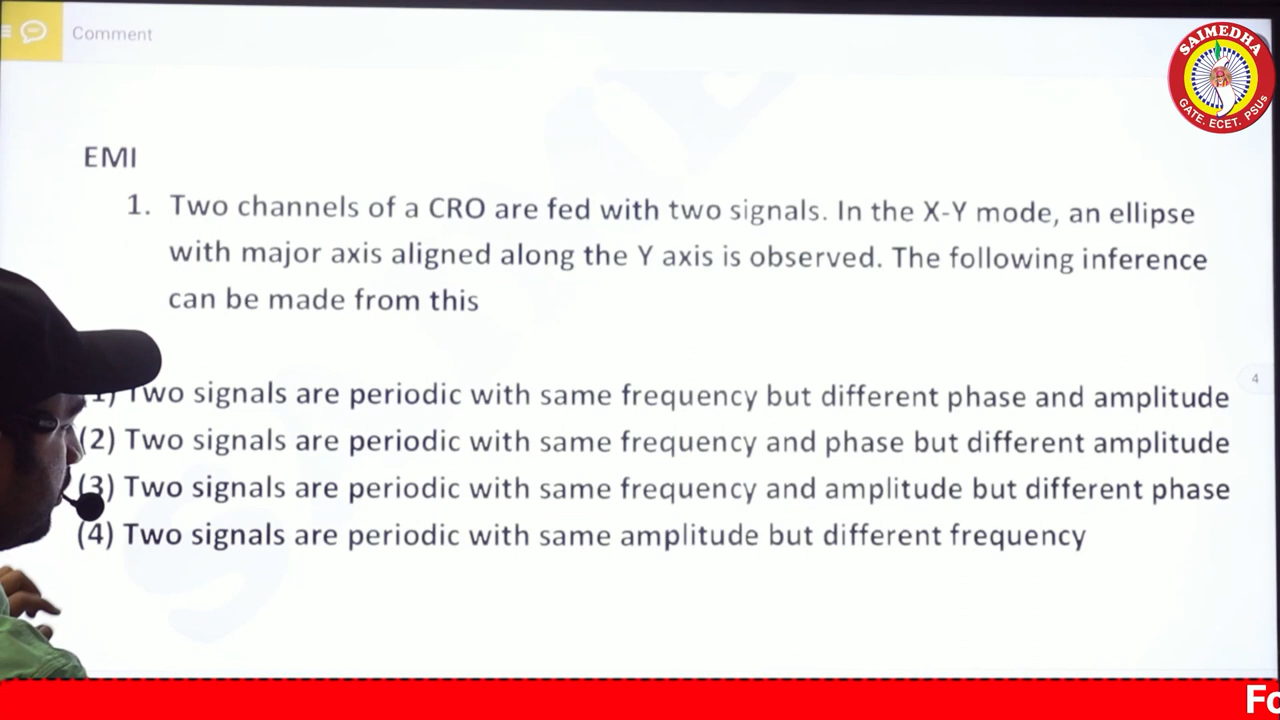 Comment
SAIMEDHA
GATE. ECET. PSUs
EMI
1. Two channels of a CRO are fed with two signals. In the X-Y mode, an ellipse
with major axis aligned along the Y axis is observed. The following inference
can be made from this
4
1) Two signals are periodic with same frequency but different phase and amplitude
(2) Two signals are periodic with same frequency and phase but different amplitude
(3) Two signals are periodic with same frequency and amplitude but different phase
(4) Two signals are periodic with same amplitude but different frequency